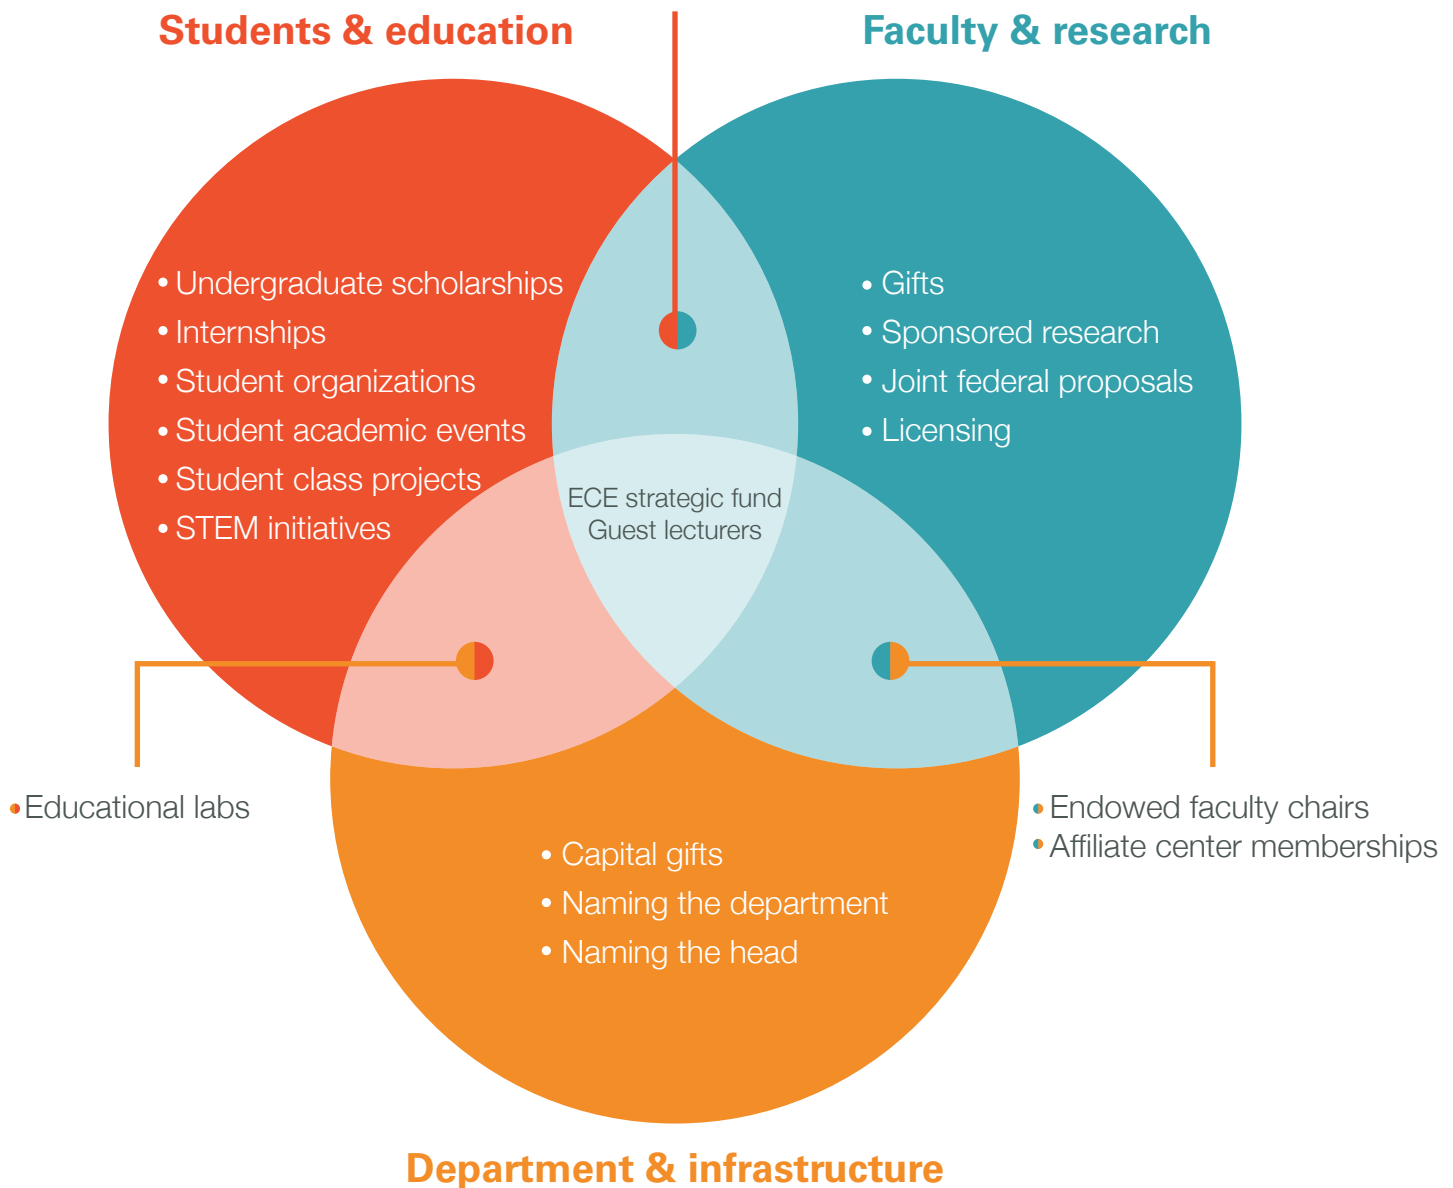 Students & education
Faculty & research
• Undergraduate scholarships
• Internships
• Student organizations
• Student academic events
• Student class projects
• STEM initiatives
• Gifts
• Sponsored research
• Joint federal proposals
• Licensing
ECE strategic fund
Guest lecturers
• Educational labs
• Endowed faculty chairs
• Affiliate center memberships
• Capital gifts
• Naming the department
• Naming the head
Department & infrastructure